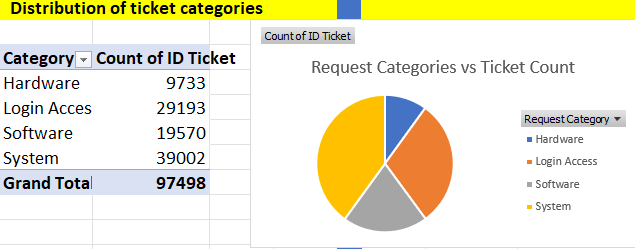 Distribution of ticket categories
Count of ID Ticket
Request Categories vs Ticket Count
Category Count of ID Ticket
Hardware 9733
Login Acces 29193
Software 19570
System 39002
Grand Total 97498
Request Category
Hardware
Login Access
Software
System